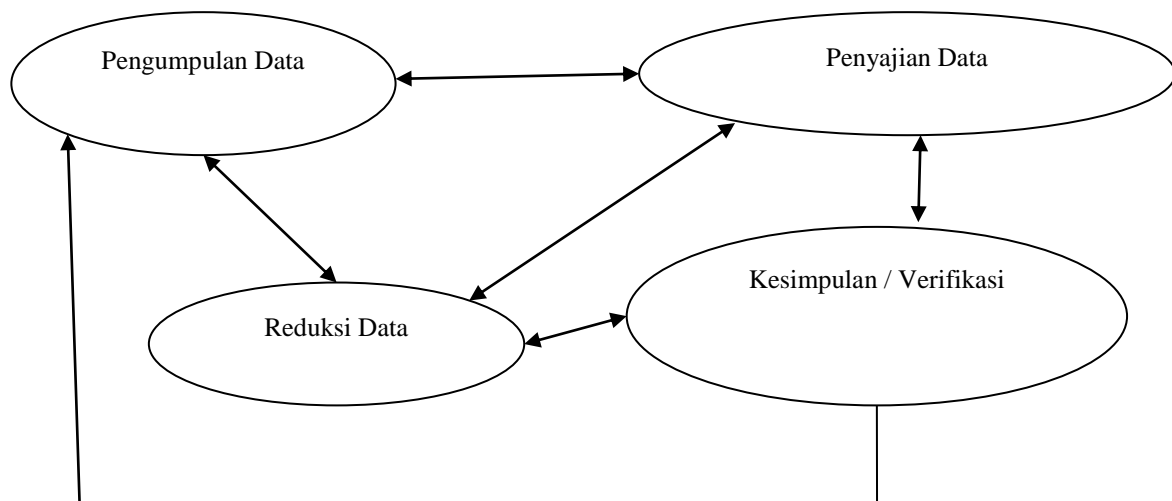 Pengumpulan Data
Penyajian Data
Kesimpulan / Verifikasi
Reduksi Data